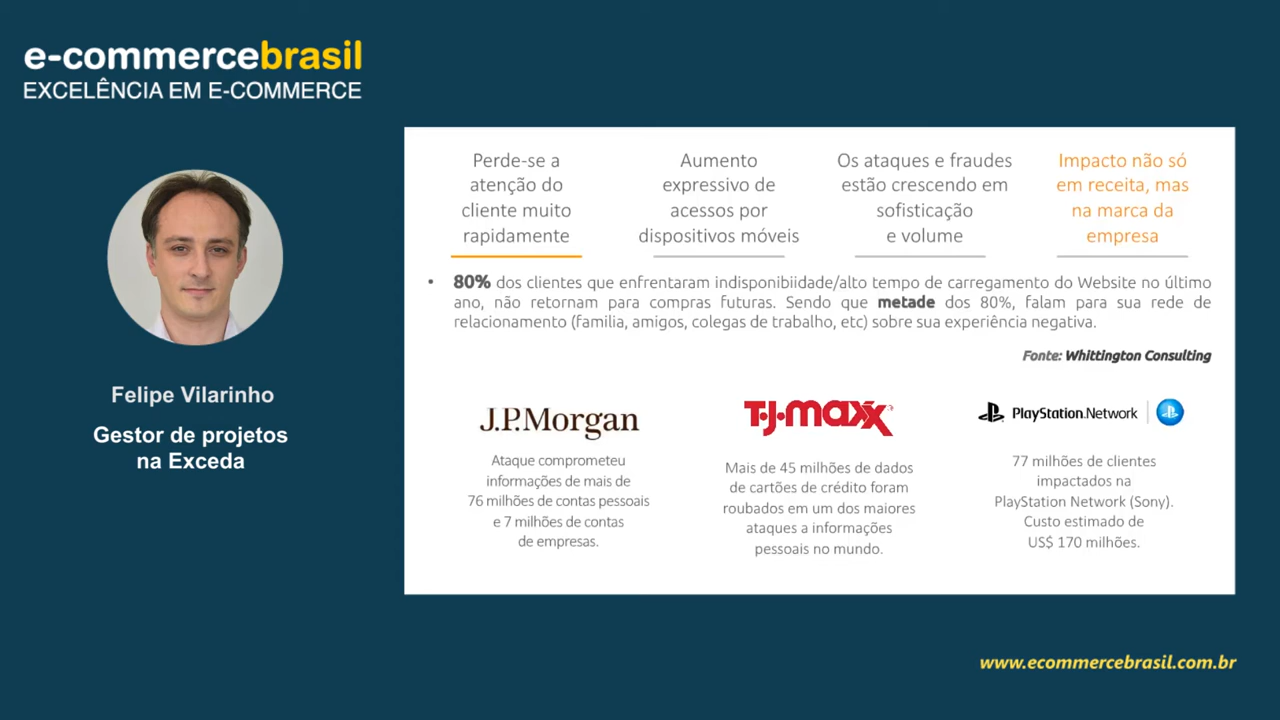 e-commercebrasil
EXCELÊNCIA EM E-COMMERCE
Felipe Vilarinho
Gestor de projetos
na Exceda
Perde-se a
atenção do
cliente muito
rapidamente
Aumento
expressivo de
acessos por
dispositivos móveis
Os ataques e fraudes
estão crescendo em
sofisticação
e volume
Impacto não só
em receita, mas
na marca da
empresa
• 80% dos clientes que enfrentaram indisponibiidade/alto tempo de carregamento do Website no último
ano, não retornam para compras futuras. Sendo que metade dos 80%, falam para sua rede de
relacionamento (familia, amigos, colegas de trabalho, etc) sobre sua experiência negativa.
Fonte: Whittington Consulting
J.P.Morgan
Ataque comprometeu
informações de mais de
76 milhões de contas pessoais
e 7 milhões de contas
de empresas.
T·J·maxx
Mais de 45 milhões de dados
de cartões de crédito foram
roubados em um dos maiores
ataques a informações
pessoais no mundo.
PlayStation.Network
77 milhões de clientes
impactados na
PlayStation Network (Sony).
Custo estimado de
US$ 170 milhões.
www.ecommercebrasil.com.br